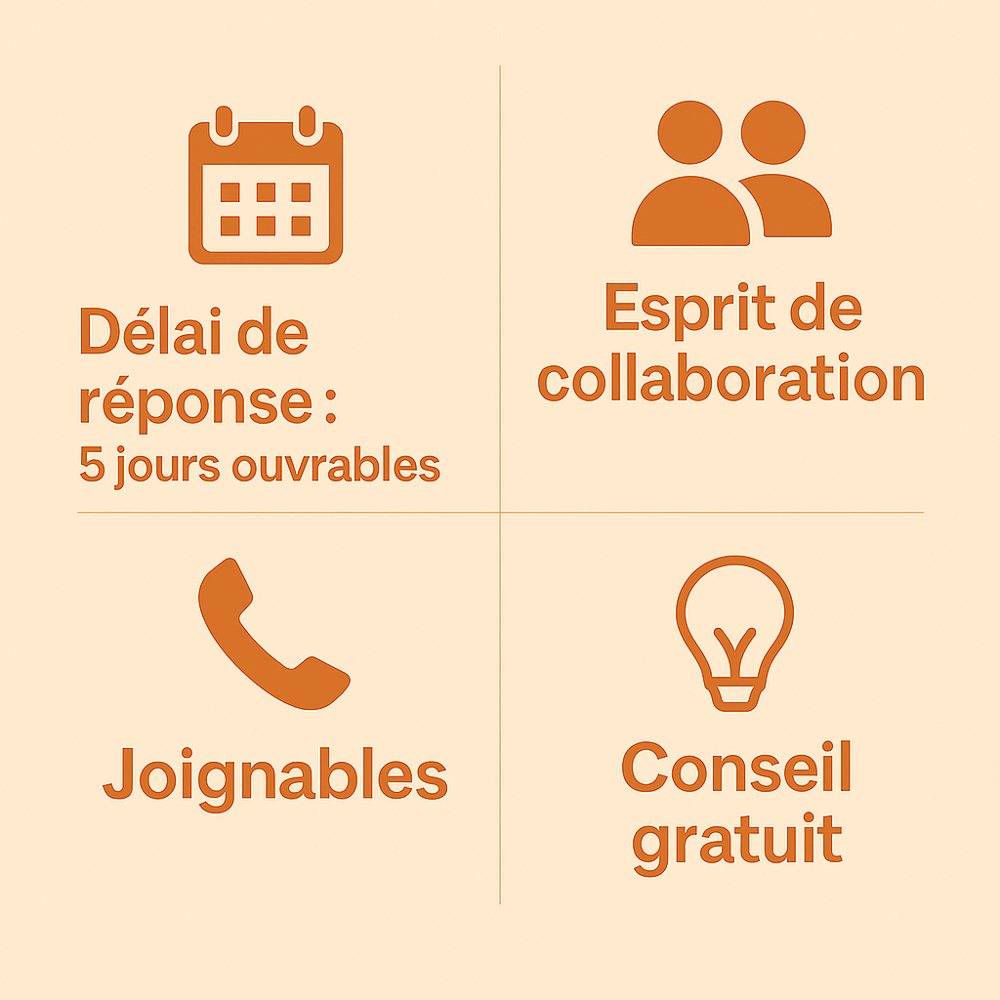 Délai de
réponse :
5 jours ouvrables
Esprit de
collaboration
Joignables
Conseil
gratuit